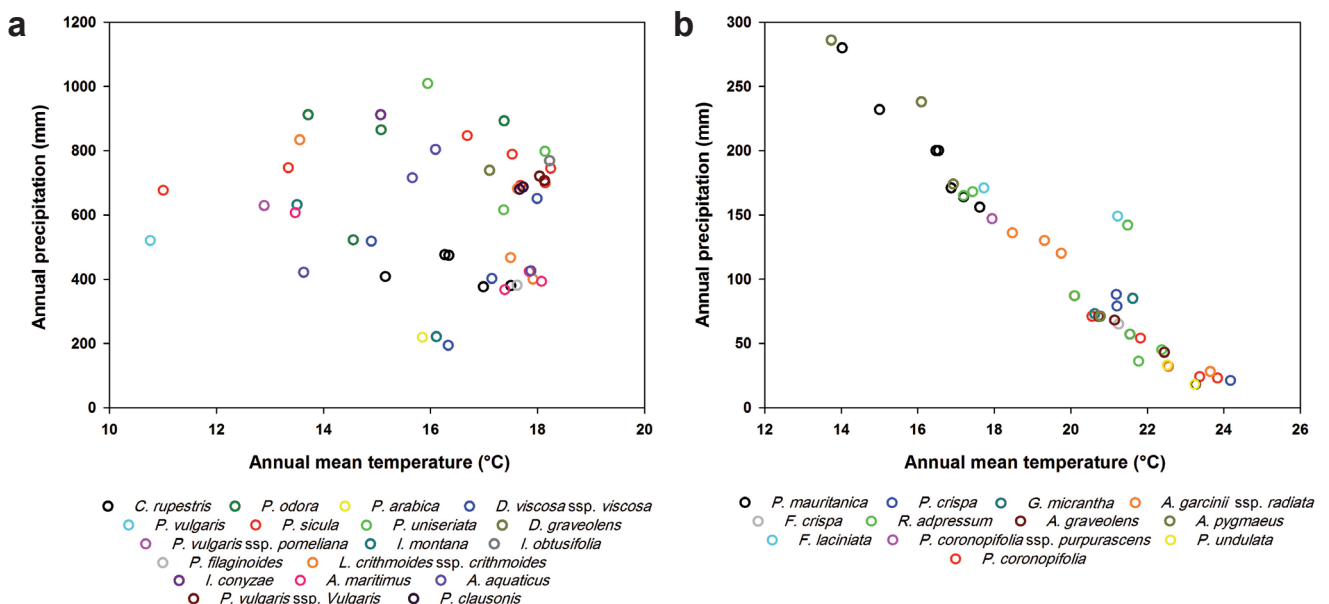 a
Annual precipitation (mm)
1200
1000
800
600
400
200
0
10 12 14 16 18 20
Annual mean temperature (°C)
C. rupestris P. odora P. arabica D. viscosa ssp. viscosa
P. vulgaris P. sicula P. uniseriata D. graveolens
P. vulgaris ssp. pomeliana I. montana I. obtusifolia
P. filaginoides L. crithmoides ssp. crithmoides
I. conyzae A. maritimus A. aquaticus
P. vulgaris ssp. Vulgaris P. clausonis
b
Annual precipitation (mm)
300
250
200
150
100
50
0
12 14 16 18 20 22 24 26
Annual mean temperature (°C)
P. mauritanica P. crispa G. micrantha A. garcinii ssp. radiata
F. crispa R. adpressum A. graveolens A. pygmaeus
F. laciniata P. coronopifolia ssp. purpurascens P. undulata
P. coronopifolia